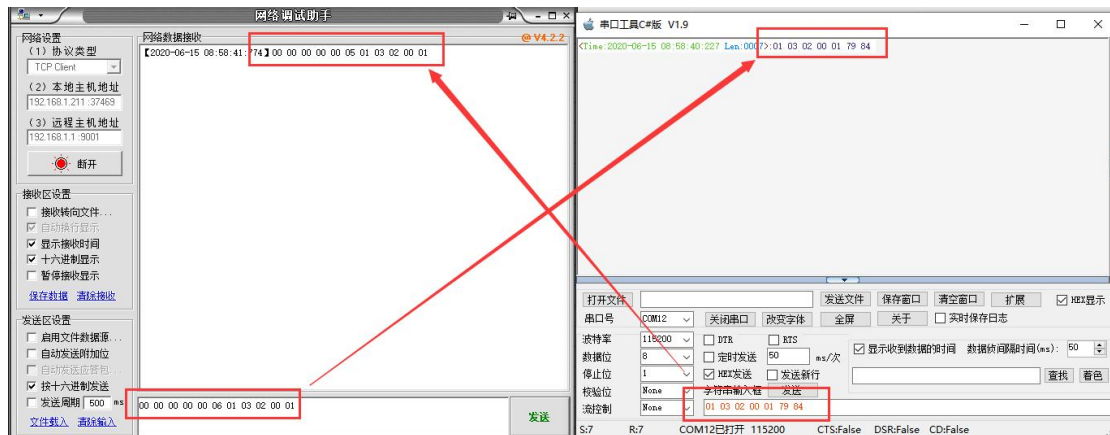 网络调试助手
网络设置
(1) 协议类型
TCP Client
(2) 本地主机地址
192.168.1.211 :37469
(3) 远程主机地址
192.168.1.1 :9001
断开
接收区设置
接收转向文件...
自动换行显示
显示接收时间
十六进制显示
暂停接收显示
保存数据 清除接收
发送区设置
启用文件数据源...
自动发送附加位
自动发送应答包...
按十六进制发送
发送周期 500 ms
文件载入 清除输入
网络数据接收
@ V4.2.2
【2020-06-15 08:58:41:774】00 00 00 00 00 05 01 03 02 00 01
00 00 00 00 00 06 01 03 02 00 01
发送
串口工具C#版 V1.9
<Time:2020-06-15 08:58:40:227 Len:0007>:01 03 02 00 01 79 84
打开文件 发送文件 保存窗口 清空窗口 扩展 HEX显示
串口号 COM12 关闭串口 改变字体 全屏 关于 实时保存日志
波特率 115200 DTR RTS
数据位 8 定时发送 50 ms/次 显示收到数据的时间 数据帧间隔时间(ms): 50
停止位 1 HEX发送 发送新行
查找 着色
校验位 None 字符串输入框 发送
流控制 None 01 03 02 00 01 79 84
S:7 R:7 COM12已打开 115200 CTS:False DSR:False CD:False